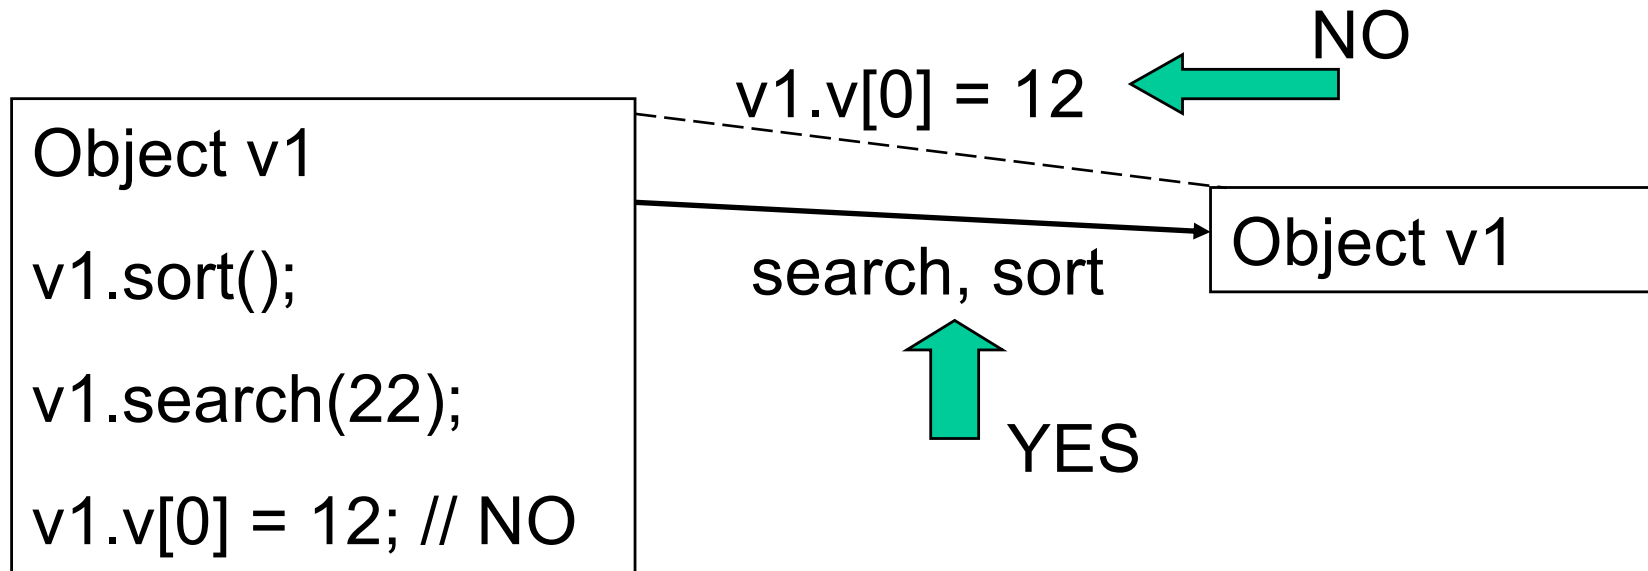 NO
v1.v[0] = 12
Object v1
v1.sort();
v1.search(22);
v1.v[0] = 12; // NO
search, sort
YES
Object v1